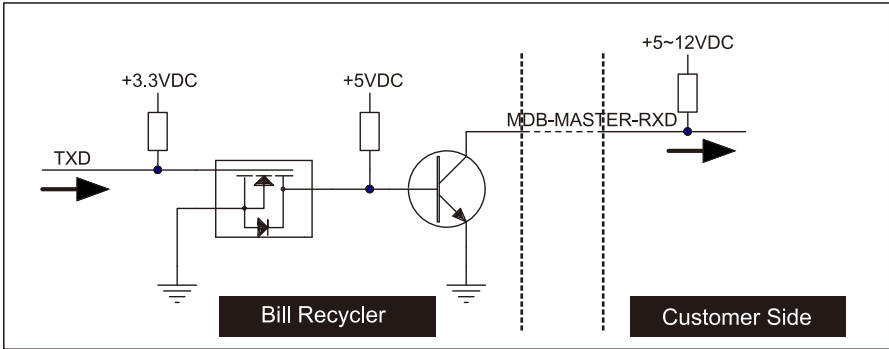 +5~12VDC
+3.3VDC
+5VDC
MDB-MASTER-RXD
TXD
Bill Recycler
Customer Side